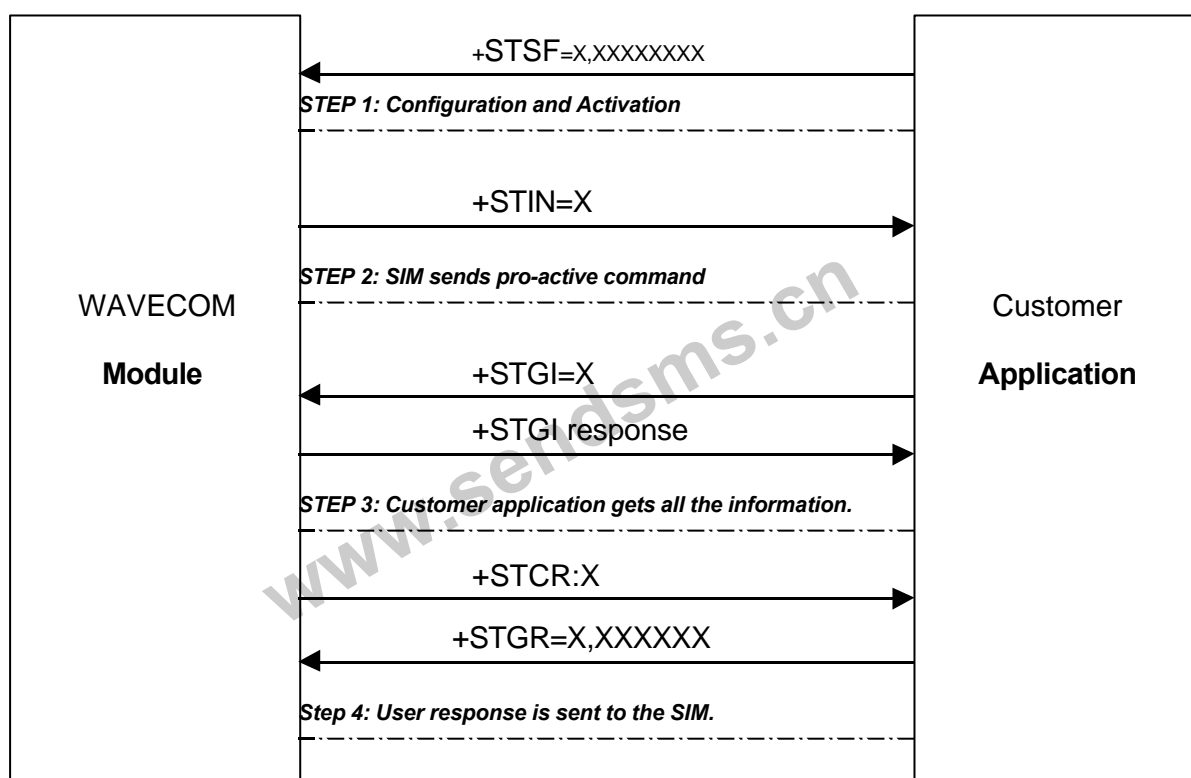 +STSF=X,XXXXXXXX
STEP 1: Configuration and Activation
+STIN=X
STEP 2: SIM sends pro-active command
WAVECOM
Module
Customer
Application
+STGI=X
+STGI response
STEP 3: Customer application gets all the information.
+STCR:X
+STGR=X,XXXXXX
Step 4: User response is sent to the SIM.
www.sendsms.cn